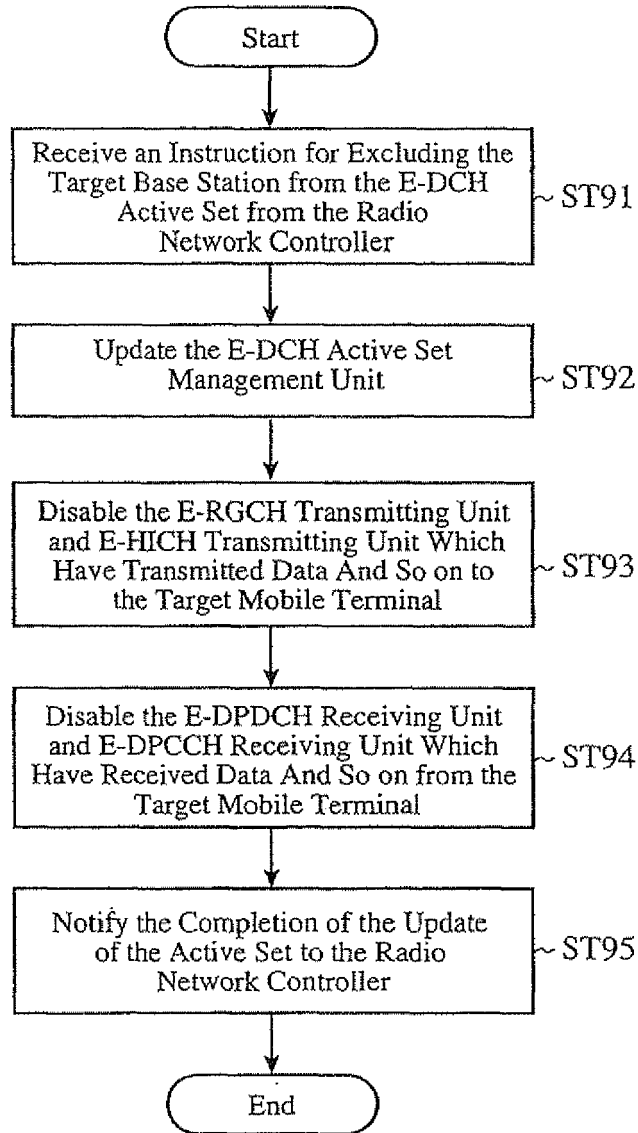 Start
Receive an Instruction for Excluding the
Target Base Station from the E-DCH
Active Set from the Radio
Network Controller
~ ST91
Update the E-DCH Active Set
Management Unit
~ ST92
Disable the E-RGCH Transmitting Unit
and E-HICH Transmitting Unit Which
Have Transmitted Data And So on to
the Target Mobile Terminal
~ ST93
Disable the E-DPDCH Receiving Unit
and E-DPCCH Receiving Unit Which
Have Received Data And So on from the
Target Mobile Terminal
~ ST94
Notify the Completion of the Update
of the Active Set to the Radio
Network Controller
~ ST95
End